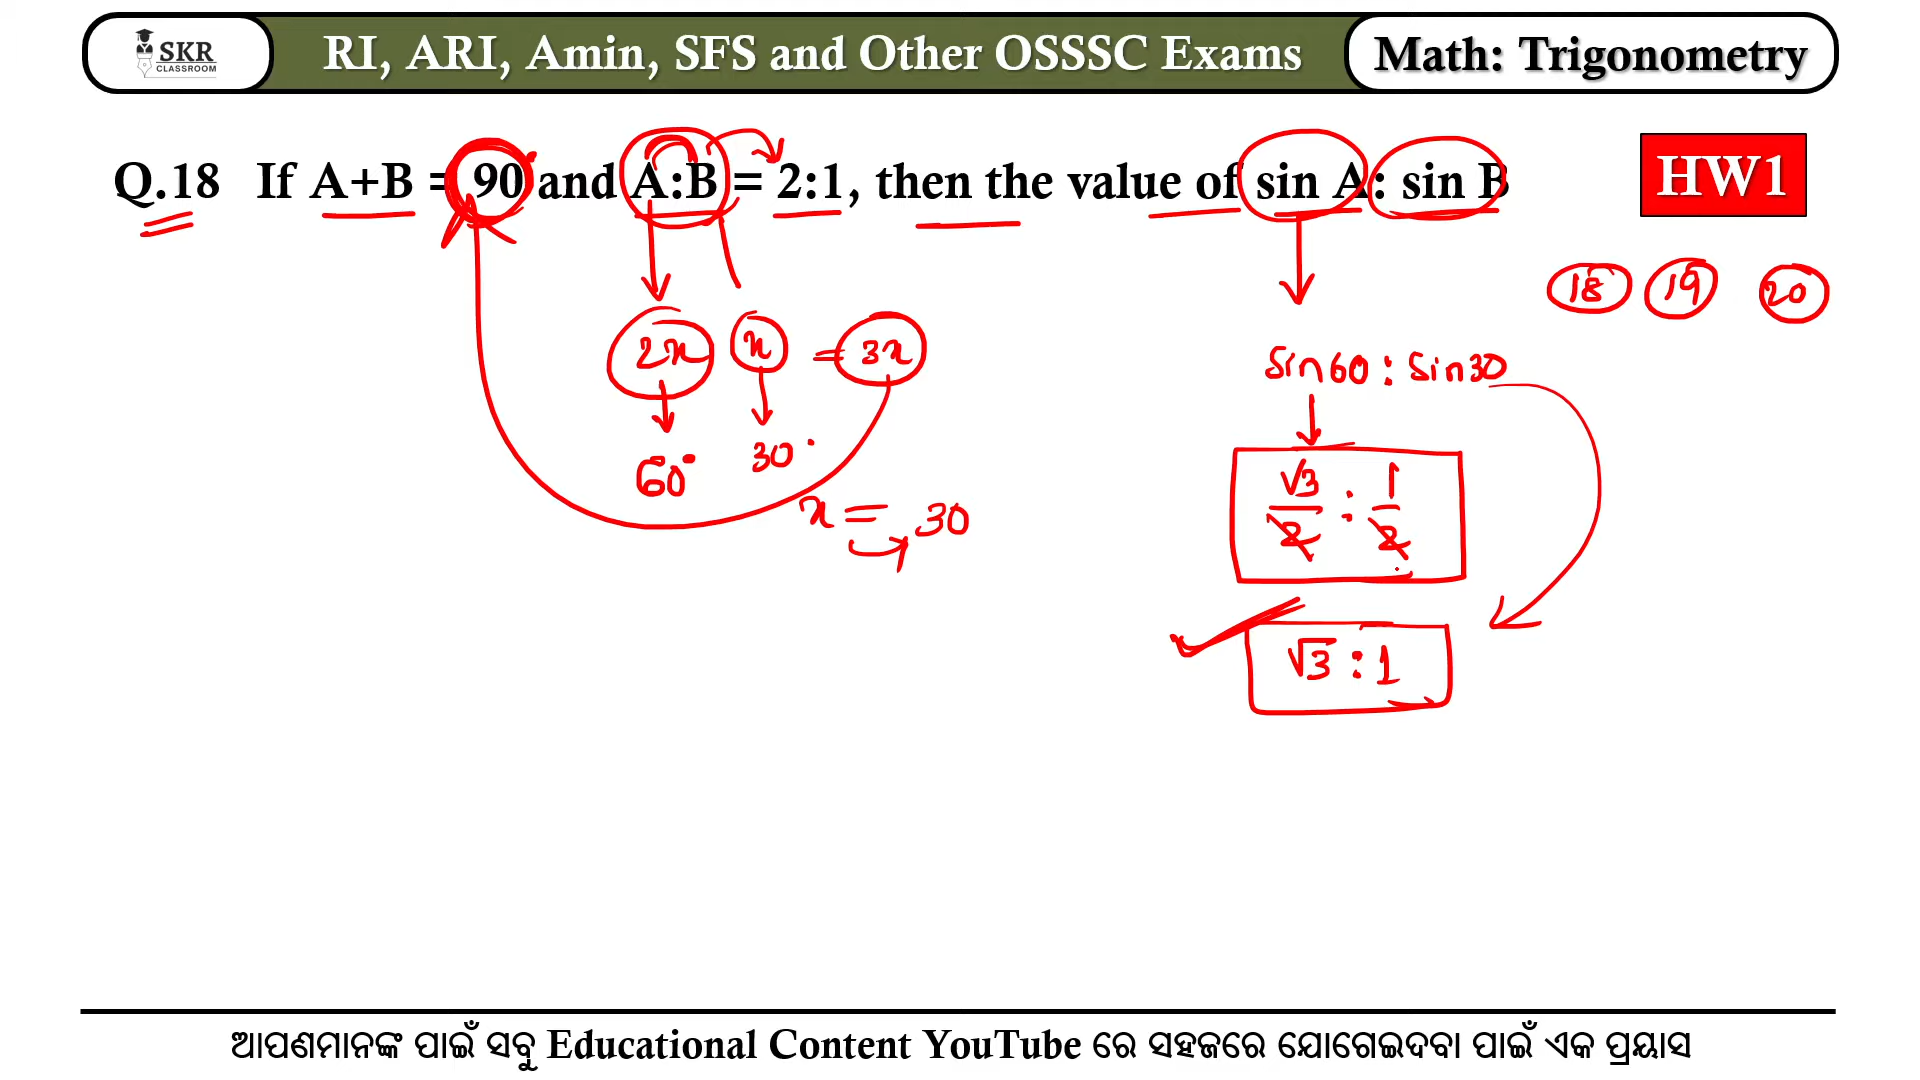 SKR
CLASSROOM
RI, ARI, Amin, SFS and Other OSSSC Exams
Math: Trigonometry
Q.18 If A+B = 90° and A:B = 2:1, then the value of sin A: sin B
HW1
18 19 20
2x x = 3x
sin60 : sin30
60° 30°
√3/2 : 1/2
x = 30
√3 : 1
ଆପଣମାନଙ୍କ ପାଇଁ ସବୁ Educational Content YouTube ରେ ସହଜରେ ଯୋଗେଇଦବା ପାଇଁ ଏକ ପ୍ରୟାସ